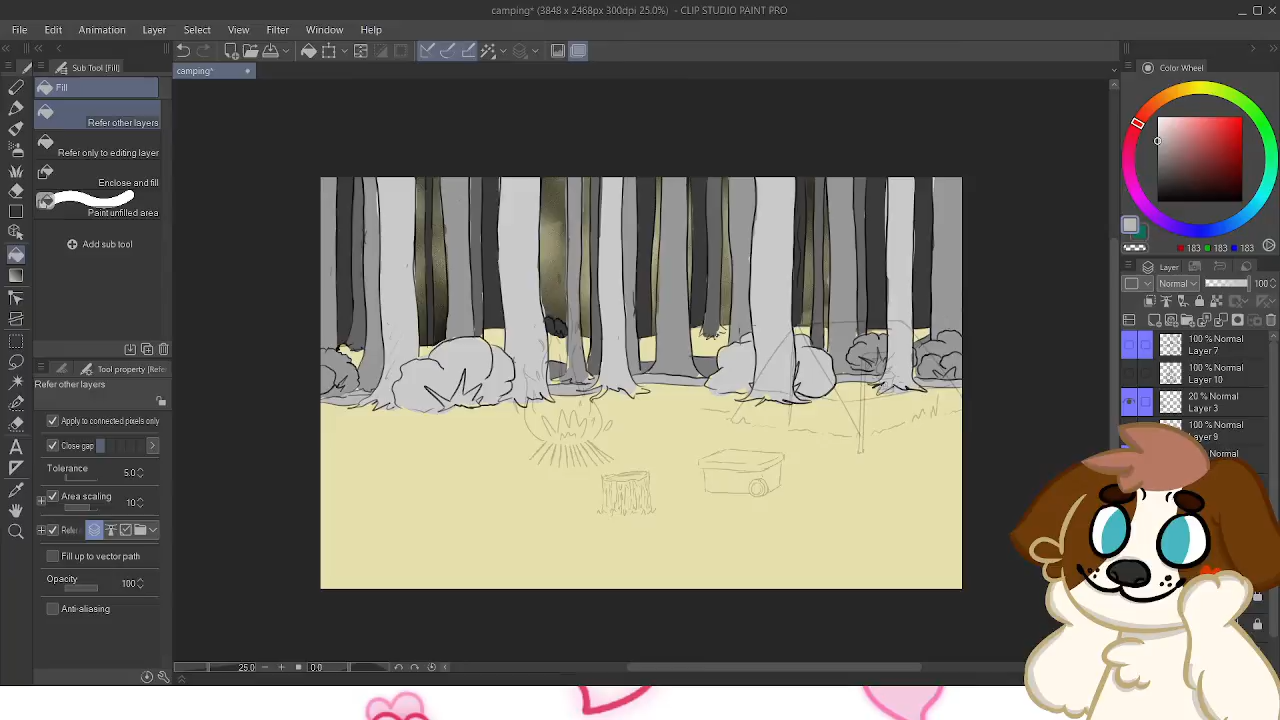 camping* (3848 x 2468px 300dpi 25.0%) - CLIP STUDIO PAINT PRO
File Edit Animation Layer Select View Filter Window Help
Sub Tool [Fill]
camping*
Color Wheel
Fill
Refer other layers
Refer only to editing layer
Enclose and fill
Paint unfilled area
Add sub tool
183 183 183
Layer
Normal 100
100 % Normal
Layer 7
100 % Normal
Layer 10
20 % Normal
Layer 3
100 % Normal
Layer 9
Normal
Tool property [Refe
Refer other layers
Apply to connected pixels only
Close gap
Tolerance 5.0
Area scaling 10
Refer
Fill up to vector path
Opacity 100
Anti-aliasing
25.0 0.0